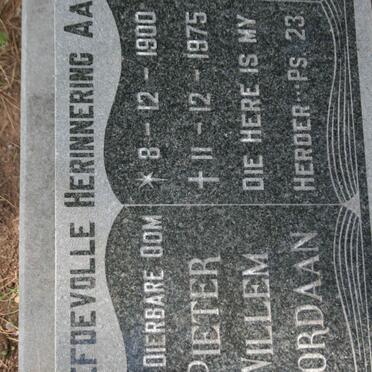 EFDEVOLLE HERINNERING AA
DIERBARE OOM
PIETER
WILLEM
ORDAAN
* 8-12-1900
† 11-12-1975
DIE HERE IS MY
HERDER·· Ps. 23